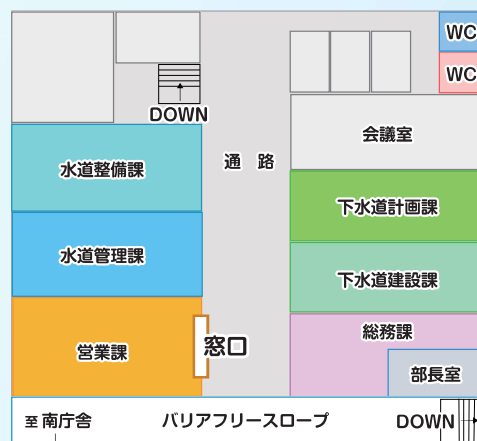 WC
WC
DOWN
会議室
通 路
水道整備課
下水道計画課
水道管理課
下水道建設課
総務課
窓口
営業課
部長室
至 南庁舎
バリアフリースロープ
DOWN